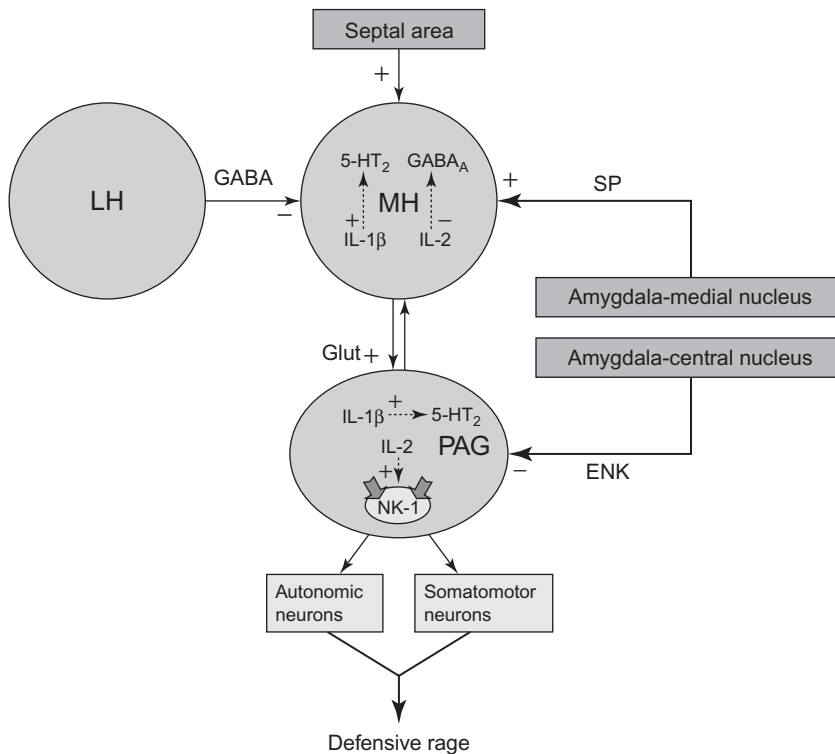 Septal area
+
5-HT₂ GABA_A
GABA
+
SP
LH
MH
−
+ −
IL-1β IL-2
Amygdala-medial nucleus
Glut +
Amygdala-central nucleus
+
IL-1β 5-HT₂
IL-2 PAG
−
ENK
+
NK-1
Autonomic
neurons
Somatomotor
neurons
Defensive rage